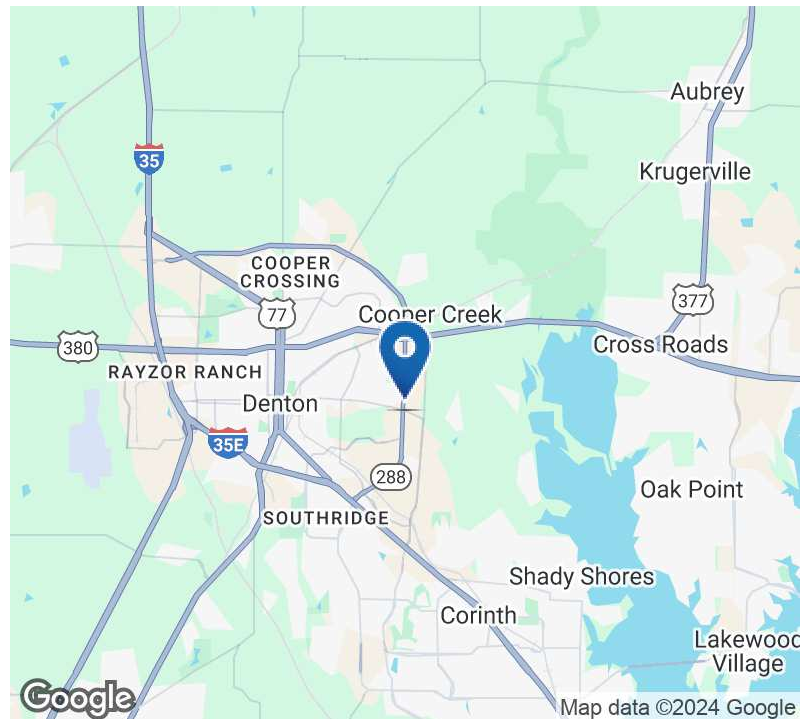 Aubrey
35
Krugerville
COOPER
CROSSING
377
77
Cooper Creek
380
Cross Roads
T
RAYZOR RANCH
Denton
35E
288
Oak Point
SOUTHRIDGE
Shady Shores
Corinth
Lakewood
Village
Google
Map data ©2024 Google